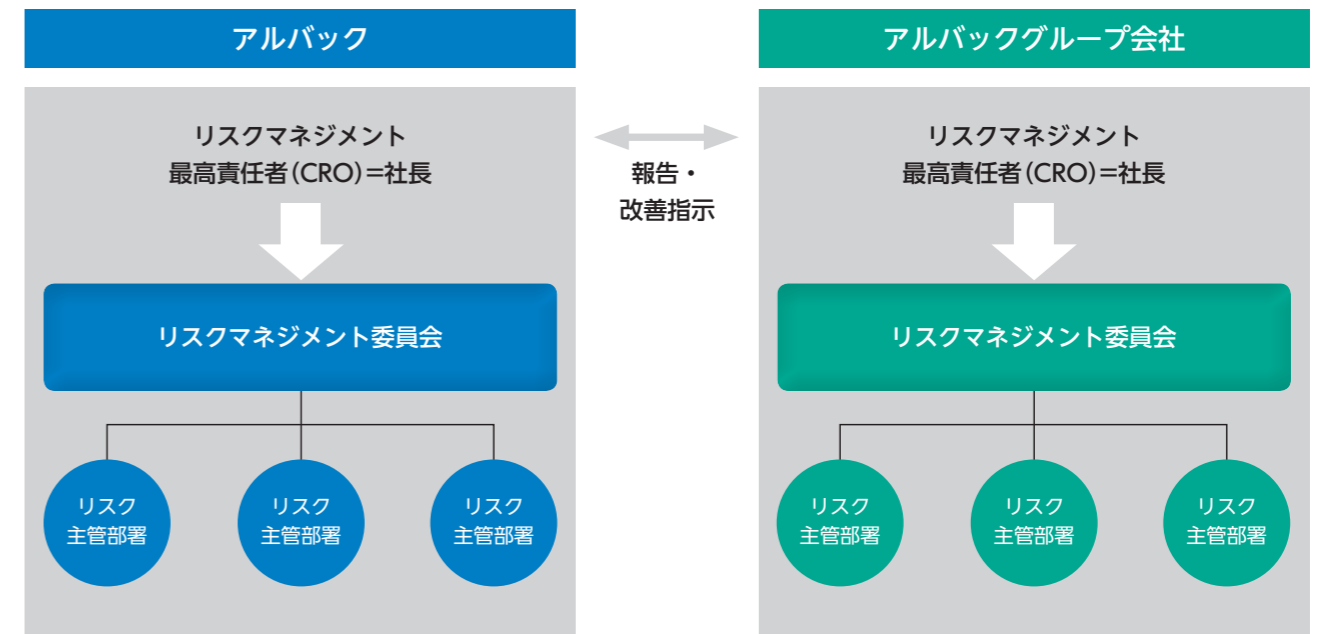 アルバック
リスクマネジメント
最高責任者(CRO)=社長
リスクマネジメント委員会
リスク
主管部署
リスク
主管部署
リスク
主管部署
報告・
改善指示
アルバックグループ会社
リスクマネジメント
最高責任者(CRO)=社長
リスクマネジメント委員会
リスク
主管部署
リスク
主管部署
リスク
主管部署